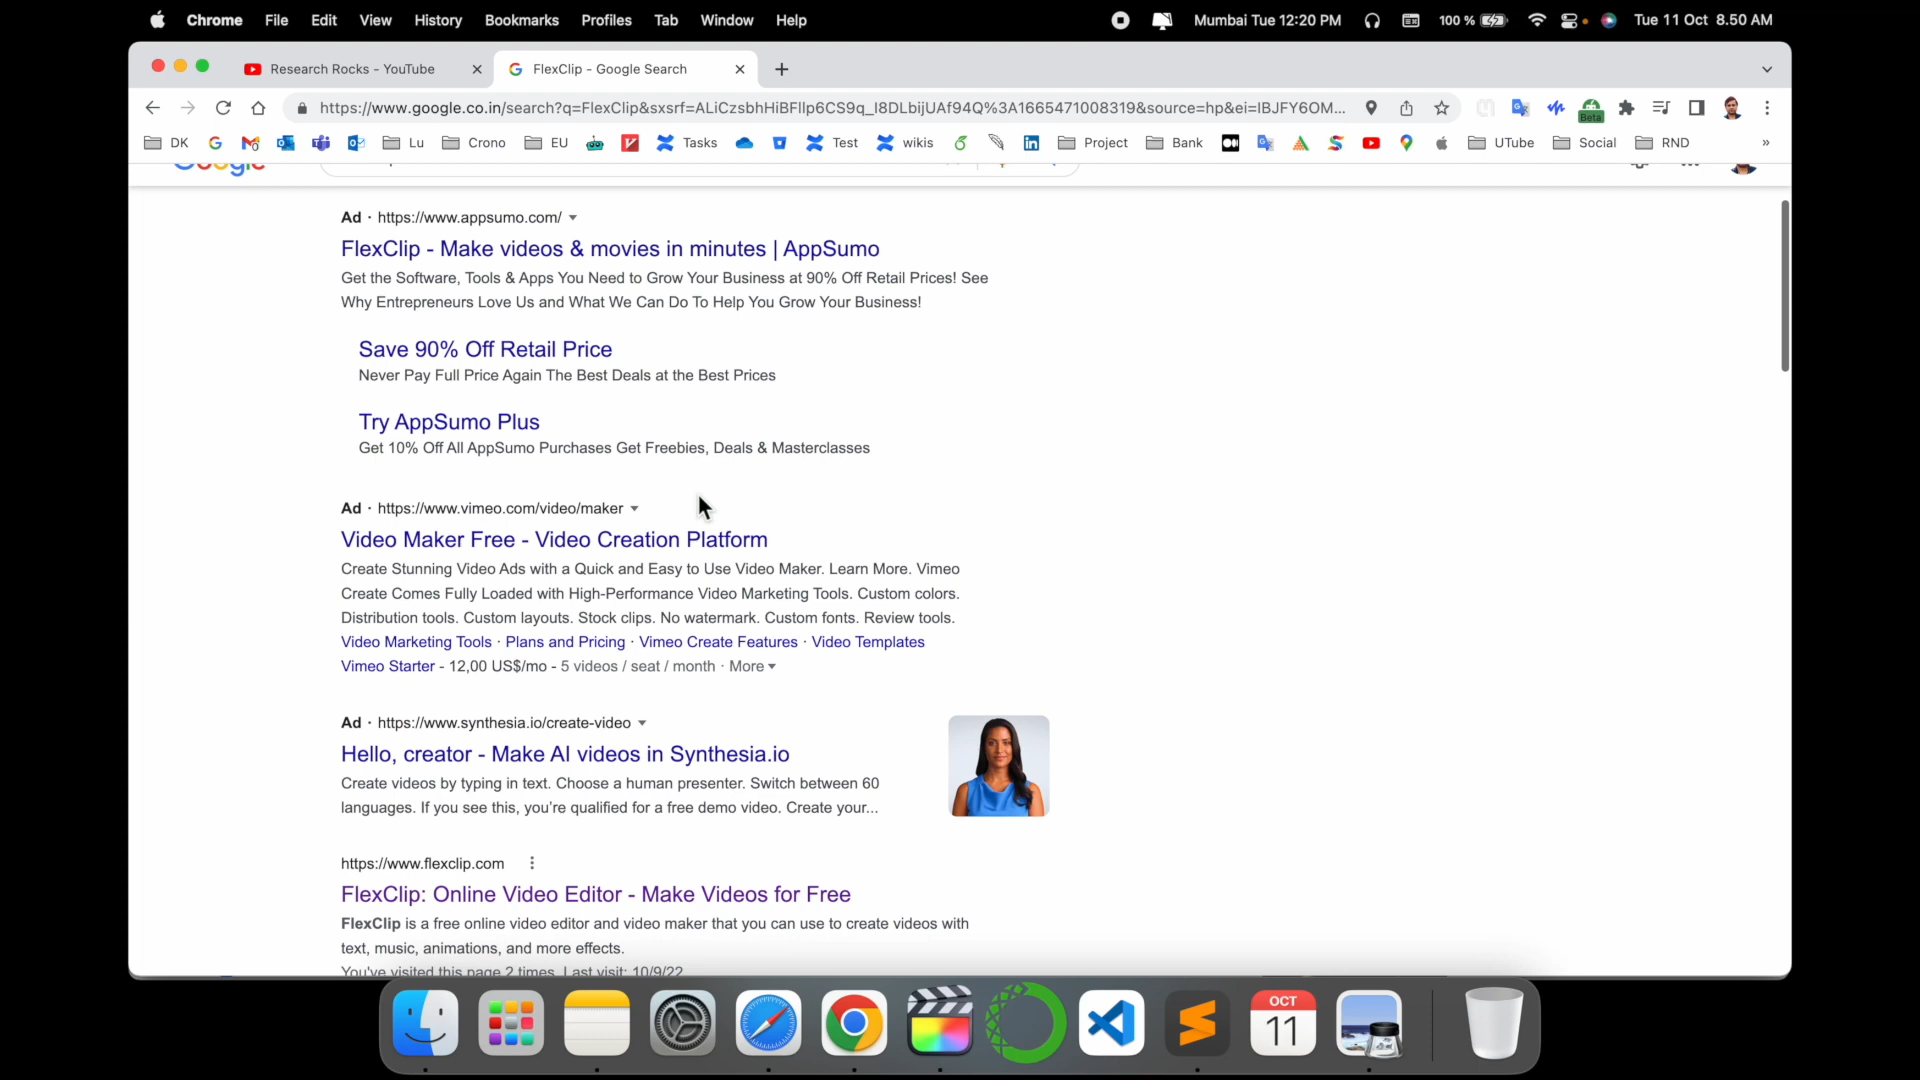 Chrome File Edit View History Bookmarks Profiles Tab Window Help Mumbai Tue 12:20 PM 100 % Tue 11 Oct 8.50 AM
Research Rocks - YouTube FlexClip - Google Search
https://www.google.co.in/search?q=FlexClip&sxsrf=ALiCzsbhHiBFIlp6CS9q_I8DLbijUAf94Q%3A1665471008319&source=hp&ei=IBJFY6OM... Beta
DK Lu Crono EU Tasks Test wikis Project Bank UTube Social RND »
Ad · https://www.appsumo.com/
FlexClip - Make videos & movies in minutes | AppSumo
Get the Software, Tools & Apps You Need to Grow Your Business at 90% Off Retail Prices! See
Why Entrepreneurs Love Us and What We Can Do To Help You Grow Your Business!
Save 90% Off Retail Price
Never Pay Full Price Again The Best Deals at the Best Prices
Try AppSumo Plus
Get 10% Off All AppSumo Purchases Get Freebies, Deals & Masterclasses
Ad · https://www.vimeo.com/video/maker
Video Maker Free - Video Creation Platform
Create Stunning Video Ads with a Quick and Easy to Use Video Maker. Learn More. Vimeo
Create Comes Fully Loaded with High-Performance Video Marketing Tools. Custom colors.
Distribution tools. Custom layouts. Stock clips. No watermark. Custom fonts. Review tools.
Video Marketing Tools · Plans and Pricing · Vimeo Create Features · Video Templates
Vimeo Starter - 12,00 US$/mo - 5 videos / seat / month · More
Ad · https://www.synthesia.io/create-video
Hello, creator - Make AI videos in Synthesia.io
Create videos by typing in text. Choose a human presenter. Switch between 60
languages. If you see this, you're qualified for a free demo video. Create your...
https://www.flexclip.com
FlexClip: Online Video Editor - Make Videos for Free
FlexClip is a free online video editor and video maker that you can use to create videos with
text, music, animations, and more effects.
You've visited this page 2 times. Last visit: 10/9/22
OCT
11